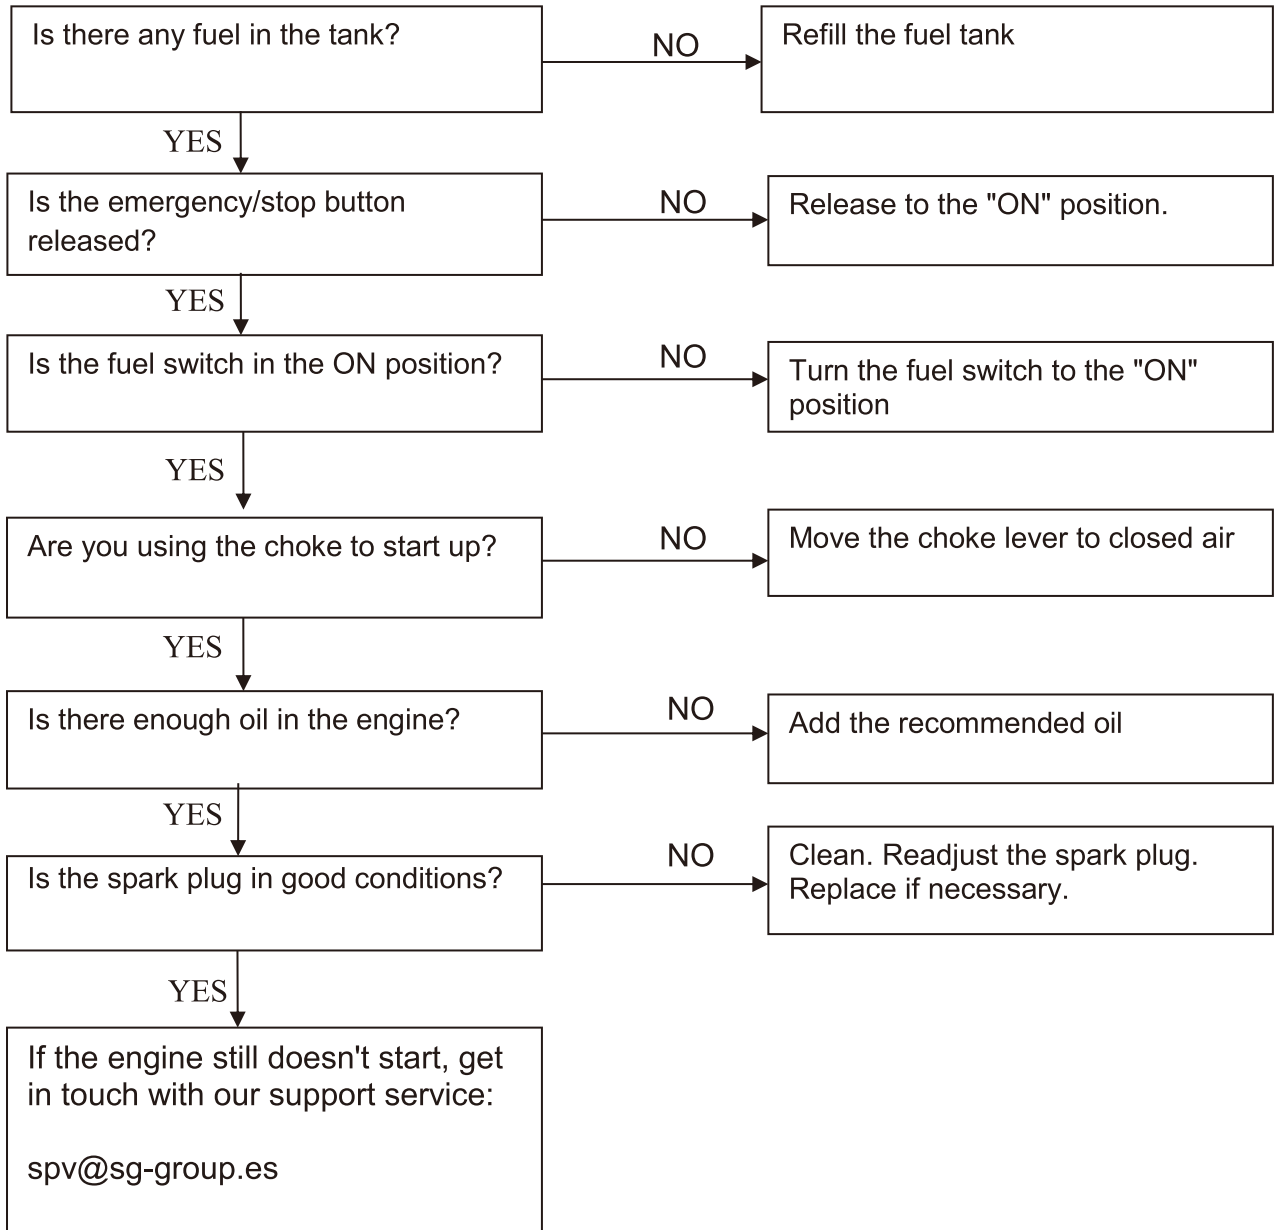 Is there any fuel in the tank?
NO
Refill the fuel tank
YES
Is the emergency/stop button
released?
NO
Release to the "ON" position.
YES
Is the fuel switch in the ON position?
NO
Turn the fuel switch to the "ON"
position
YES
Are you using the choke to start up?
NO
Move the choke lever to closed air
YES
Is there enough oil in the engine?
NO
Add the recommended oil
YES
Is the spark plug in good conditions?
NO
Clean. Readjust the spark plug.
Replace if necessary.
YES
If the engine still doesn't start, get
in touch with our support service:
spv@sg-group.es